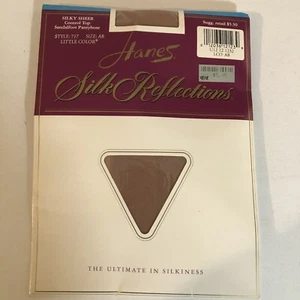 SILKY SHEER
Control Top
Sandalfoot Pantyhose
STYLE: 717 SIZE: AB
LITTLE COLOR®
Sugg. retail $5.50
Hanes
Silk Reflections
THE ULTIMATE IN SILKINESS